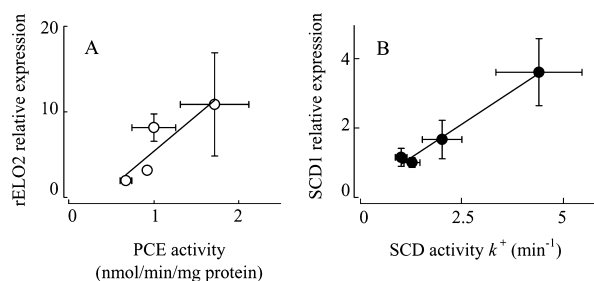 A
rELO2 relative expression
20
10
0
0
1
2
PCE activity
(nmol/min/mg protein)
B
SCD1 relative expression
4
2
0
0
2.5
5
SCD activity k⁺ (min⁻¹)